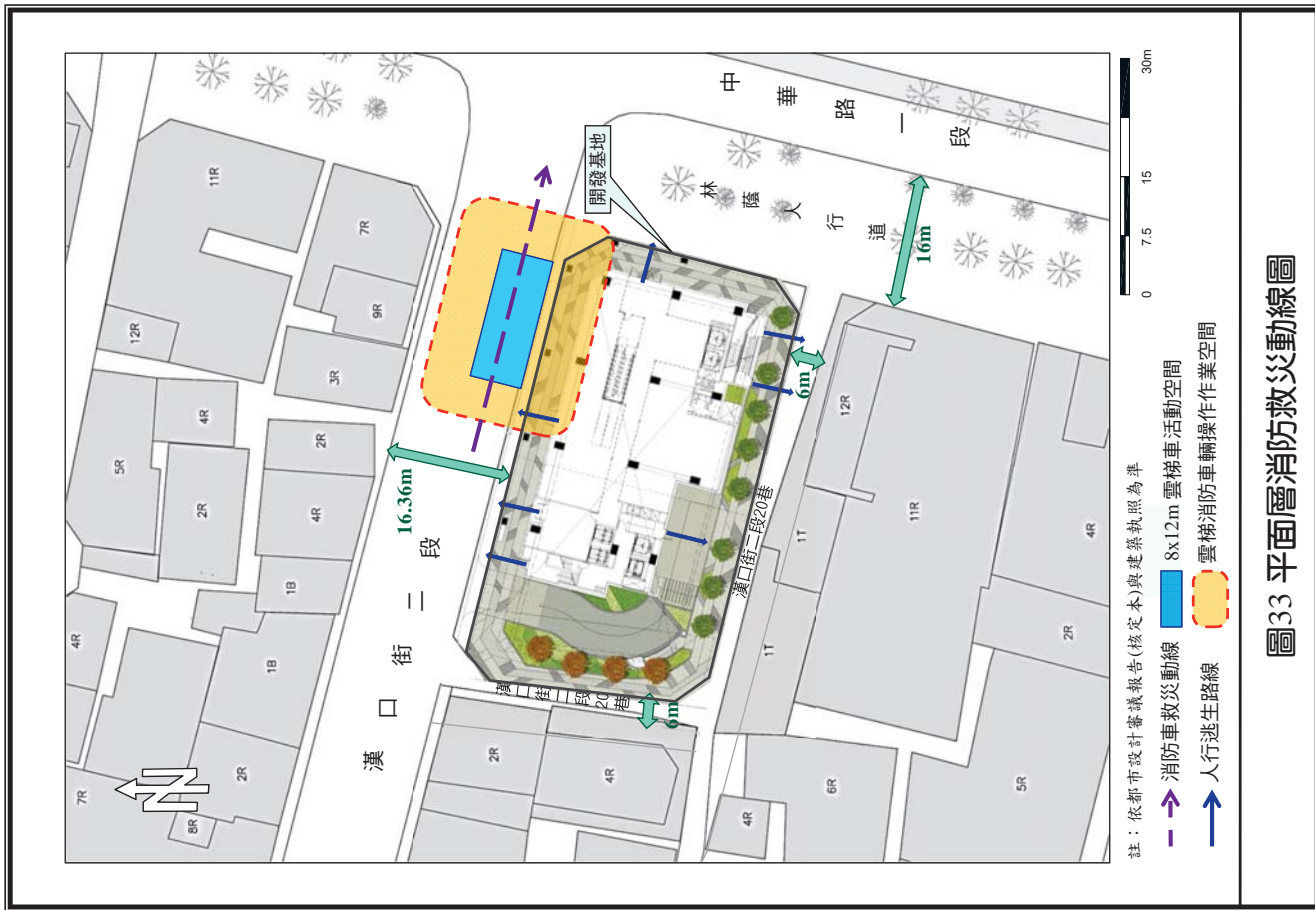 7R
8R
2R
4R
1B
1B
2R
4R
5R
2R
4R
4R
2R
12R
3R
9R
7R
11R
漢口街二段
16.36m
中華路一段
開發基地
林蔭人行道
16m
漢口街二段20巷
6m
漢口街二段20巷
6m
2R
4R
1T
1T
12R
11R
4R
6R
5R
2R
4R
N
0
7.5
15
30m
註：依都市設計審議報告(核定本)與建築執照為準
消防車救災動線
8x12m 雲梯車活動空間
人行逃生路線
雲梯消防車輛操作作業空間
圖33 平面層消防救災動線圖